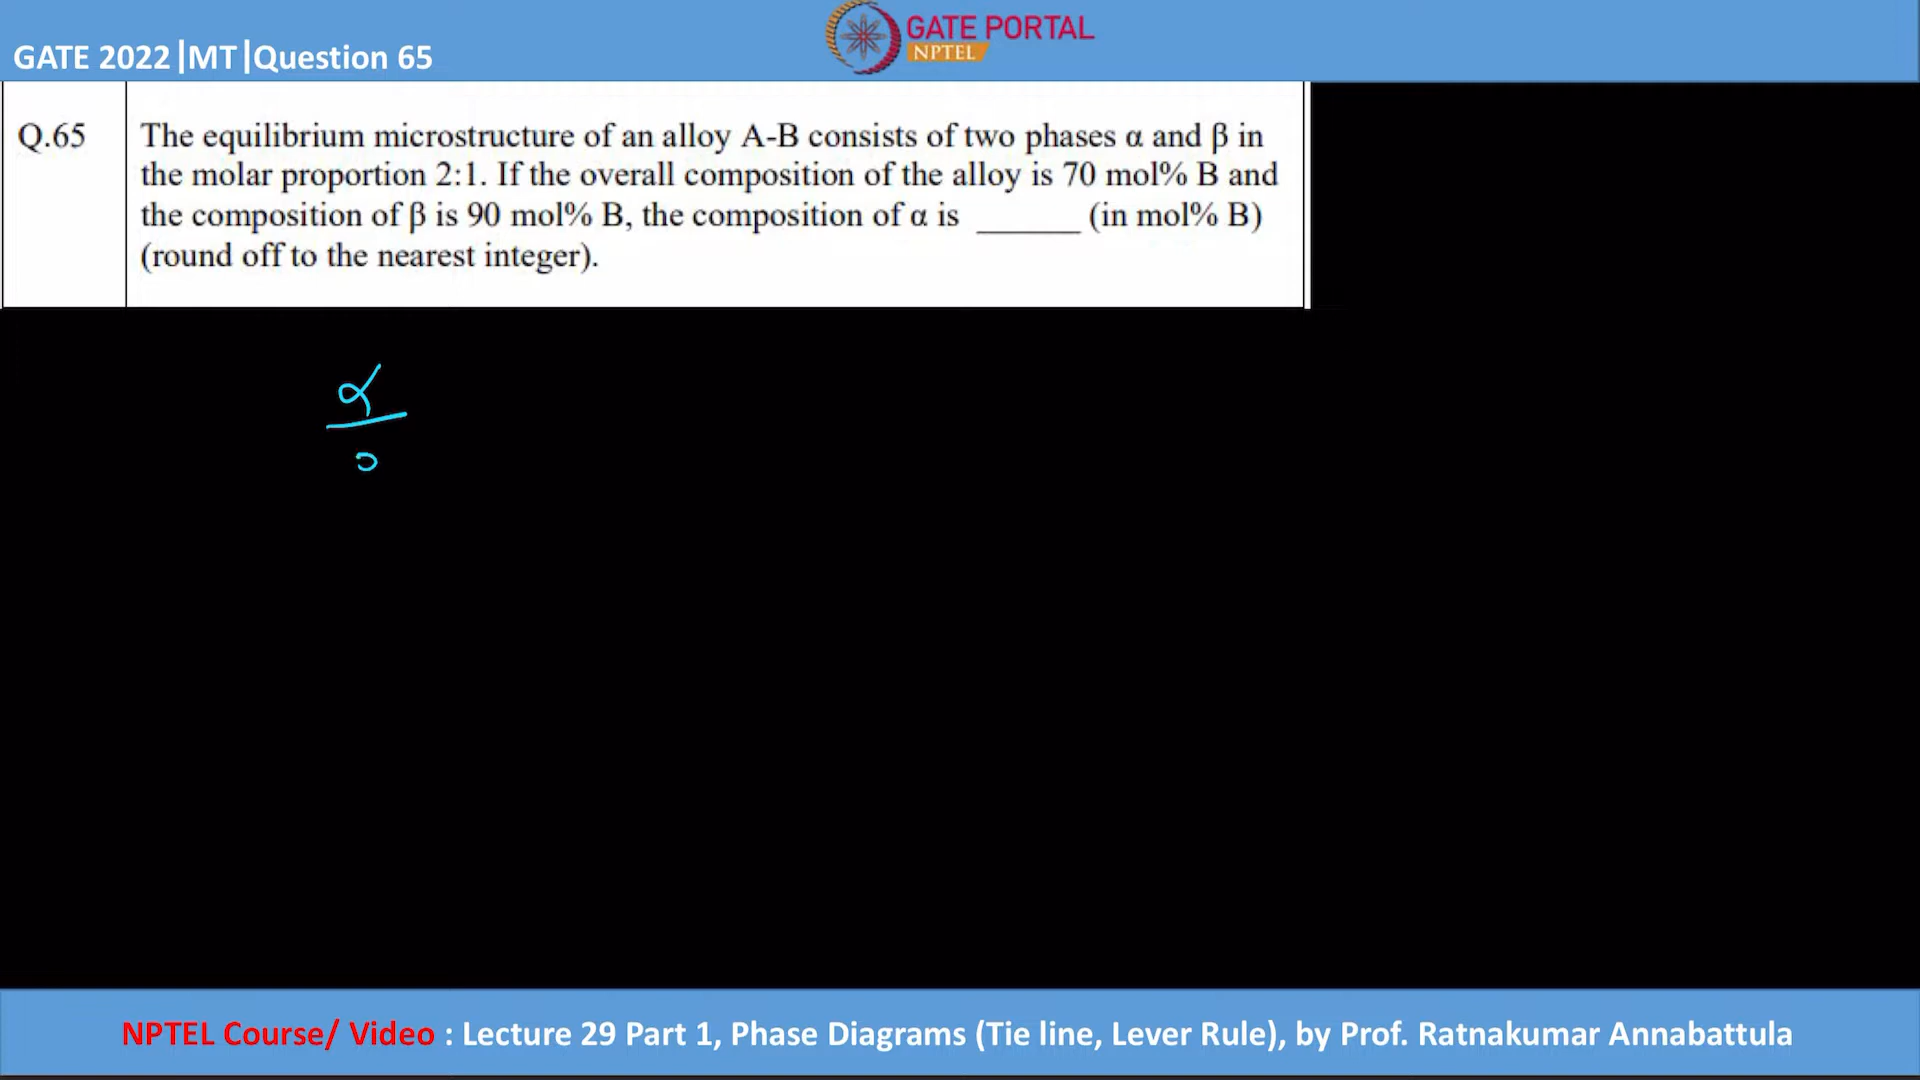 GATE PORTAL
NPTEL
GATE 2022|MT|Question 65
Q.65
The equilibrium microstructure of an alloy A-B consists of two phases α and β in
the molar proportion 2:1. If the overall composition of the alloy is 70 mol% B and
the composition of β is 90 mol% B, the composition of α is ______ (in mol% B)
(round off to the nearest integer).
α
NPTEL Course/ Video : Lecture 29 Part 1, Phase Diagrams (Tie line, Lever Rule), by Prof. Ratnakumar Annabattula